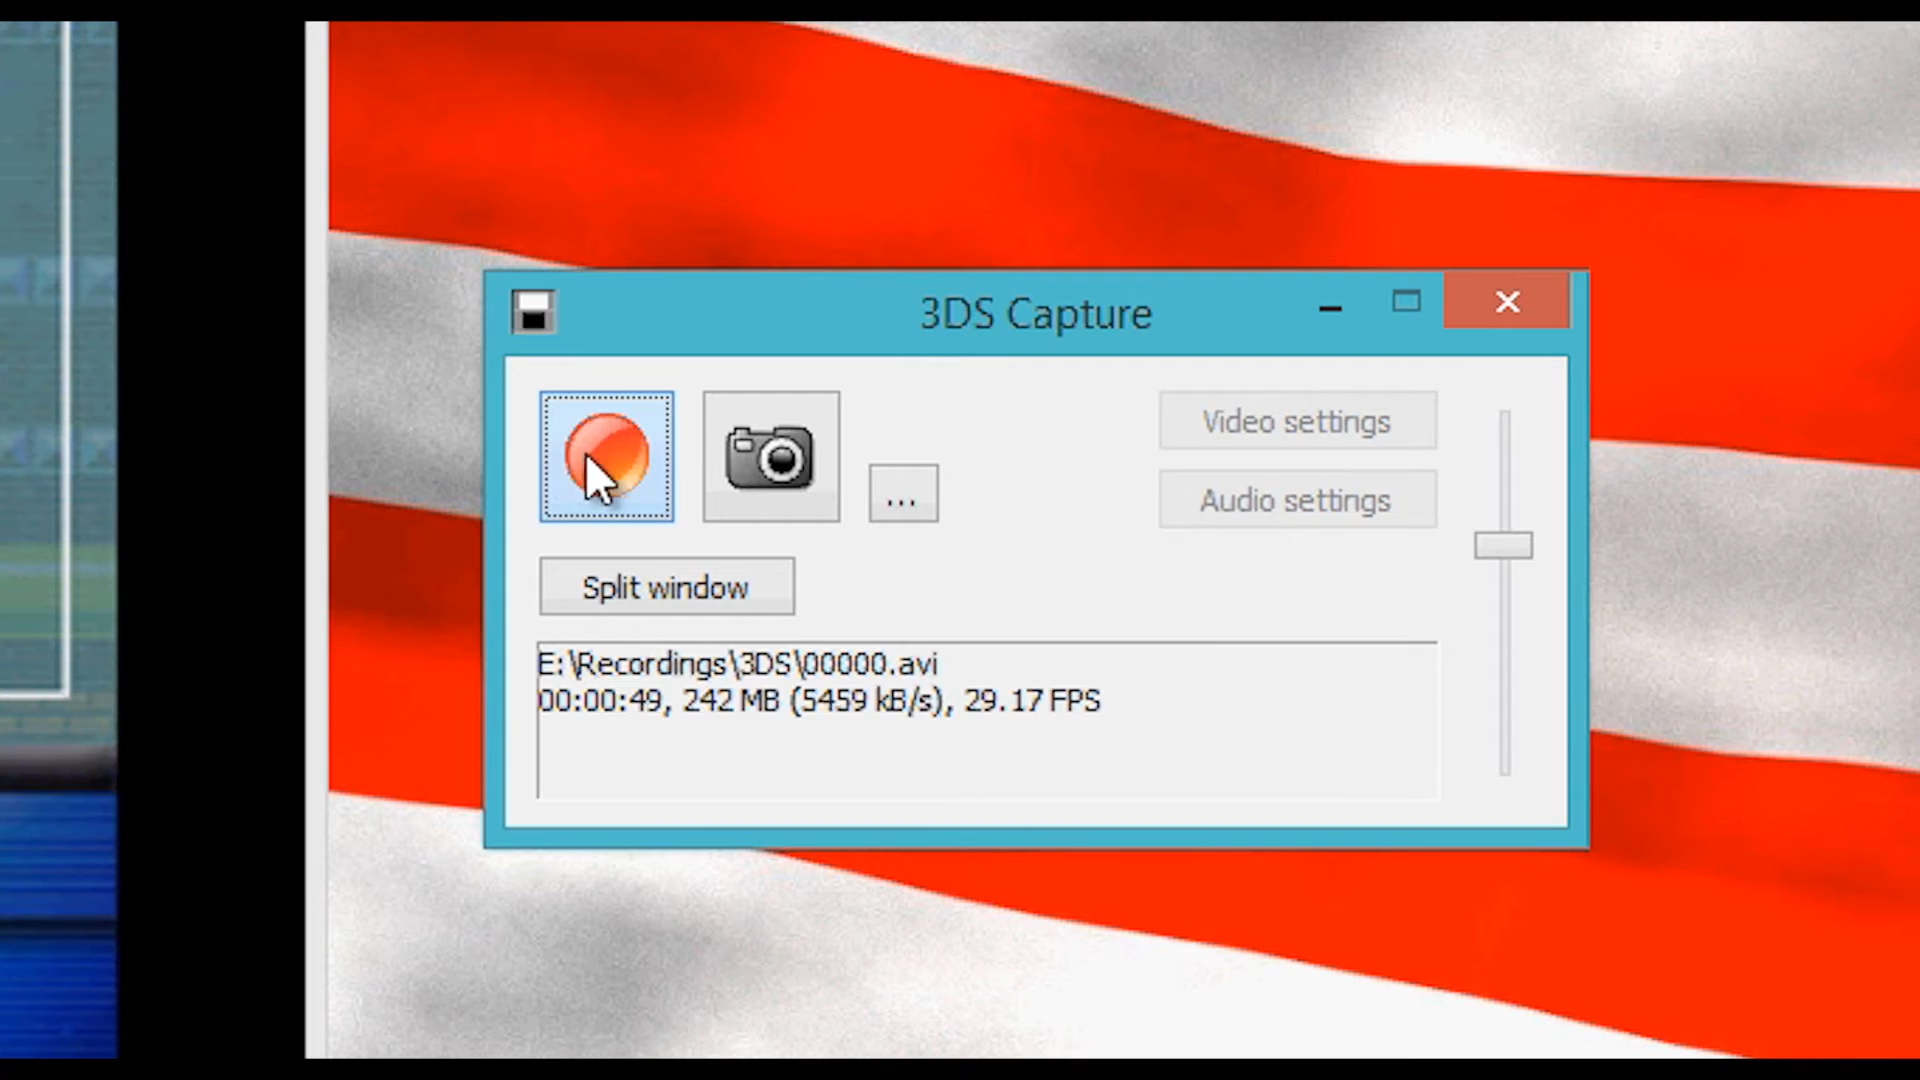 3DS Capture
Video settings
...
Audio settings
Split window
E:\Recordings\3DS\00000.avi
00:00:49, 242 MB (5459 kB/s), 29.17 FPS